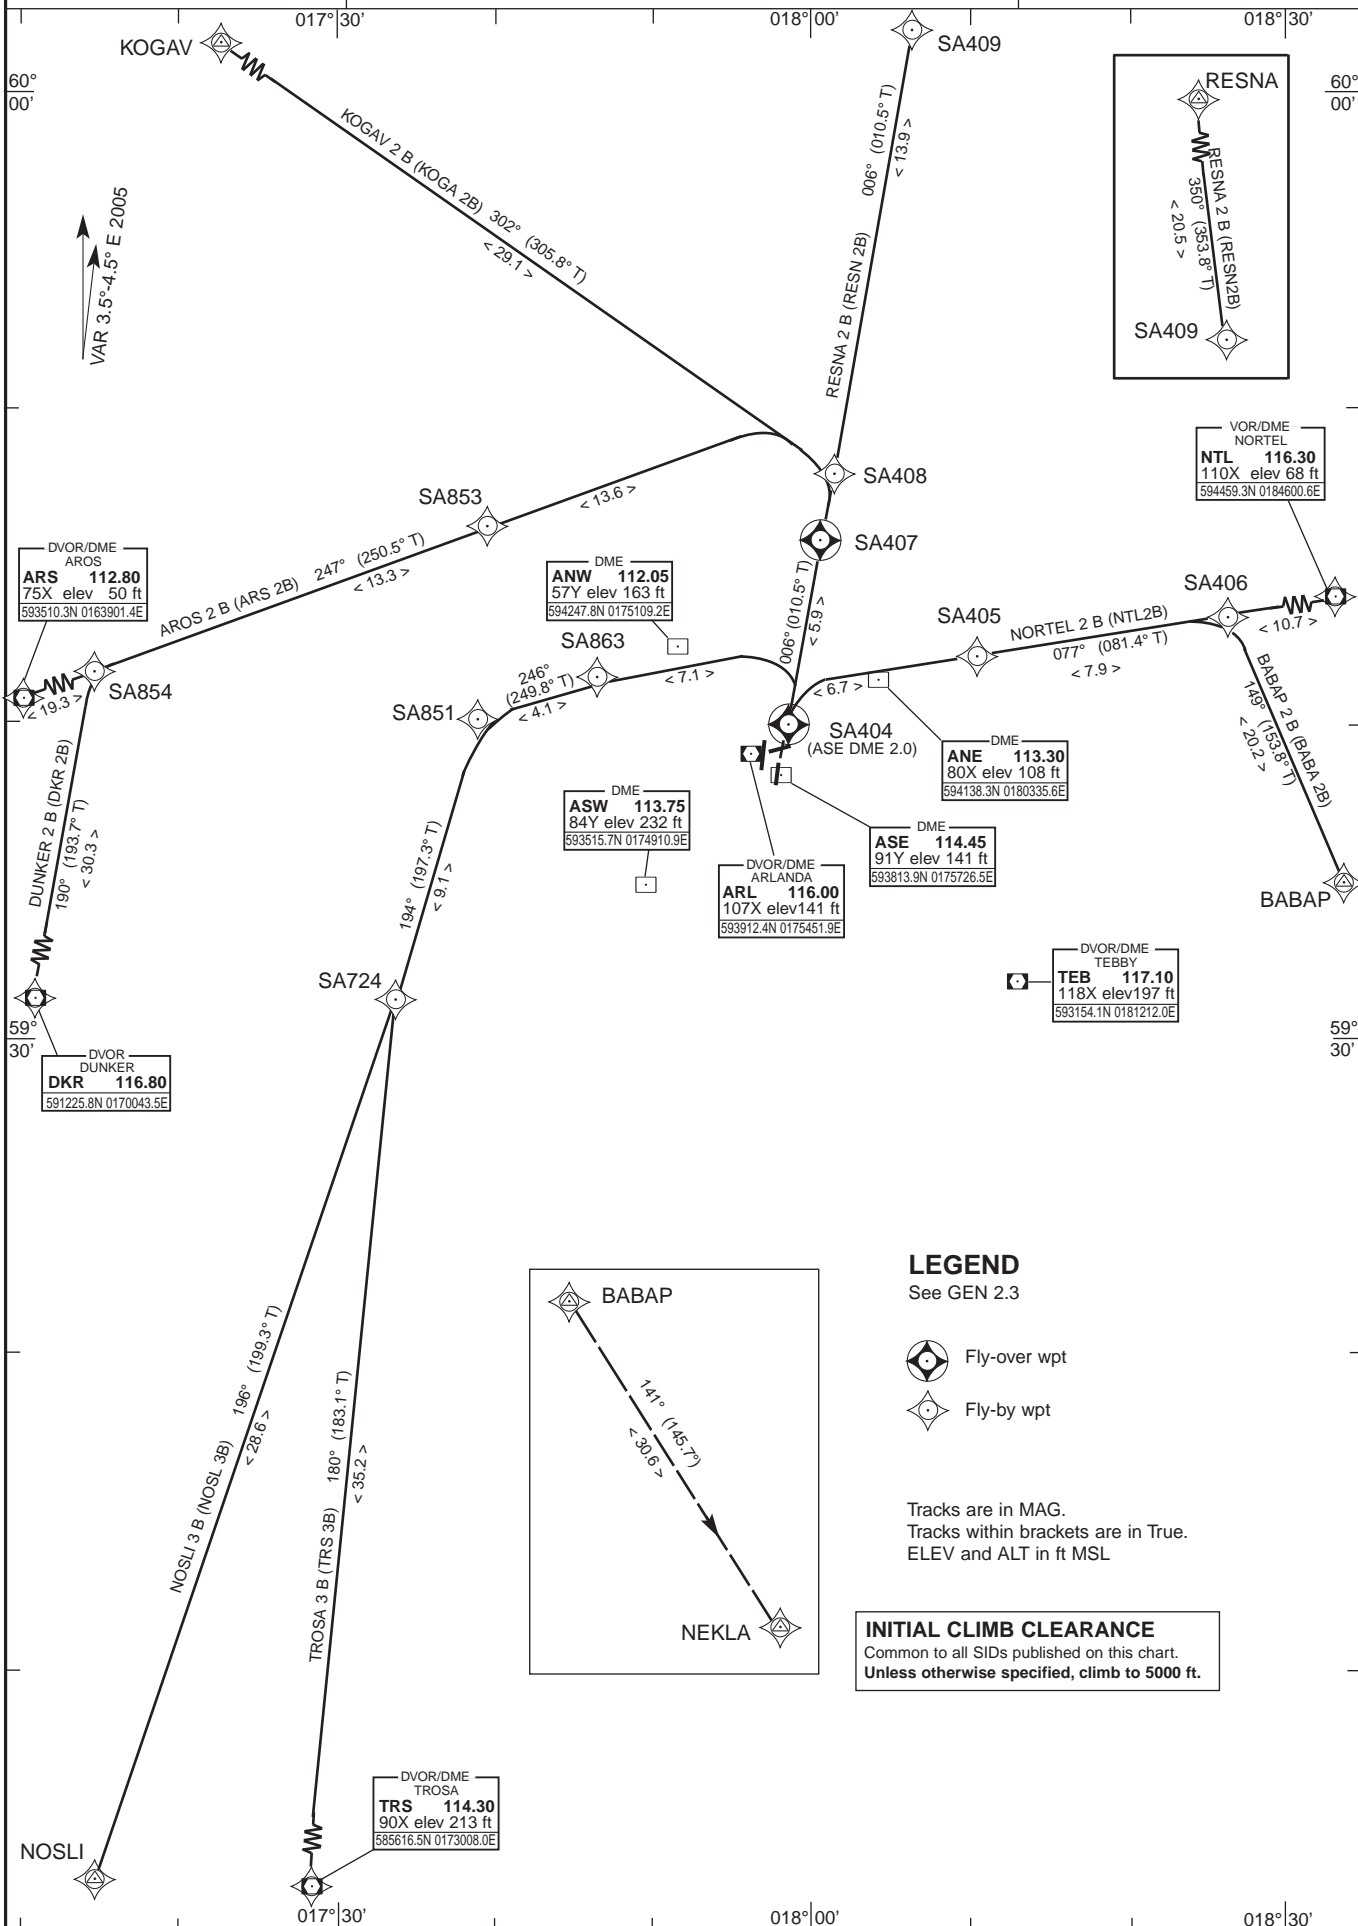 017°30'
018°00'
018°30'
KOGAV
SA409
60°
00'
RESNA
60°
00'
KOGAV 2 B (KOGA 2B) 302° (305.8° T)
< 29.1 >
006° (010.5° T)
< 13.9 >
RESNA 2 B (RESN 2B)
RESNA 2 B (RESN2B)
350° (353.8° T)
< 20.5 >
SA409
VAR 3.5°-4.5° E 2005
VOR/DME
NORTEL
NTL 116.30
110X elev 68 ft
594459.3N 0184600.6E
SA408
SA853
< 13.6 >
SA407
DVOR/DME
AROS
ARS 112.80
75X elev 50 ft
593510.3N 0163901.4E
AROS 2 B (ARS 2B) 247° (250.5° T)
< 13.3 >
DME
ANW 112.05
57Y elev 163 ft
594247.8N 0175109.2E
006° (010.5° T)
< 5.9 >
SA406
SA405
NORTEL 2 B (NTL2B)
077° (081.4° T)
< 7.9 >
< 10.7 >
SA863
SA854
< 19.3 >
246°
(249.8° T)
< 4.1 >
< 7.1 >
< 6.7 >
SA851
SA404
(ASE DME 2.0)
BABAP 2 B (BABA 2B)
149° (153.8° T)
< 20.2 >
DME
ANE 113.30
80X elev 108 ft
594138.3N 0180335.6E
DUNKER 2 B (DKR 2B)
190° (193.7° T)
< 30.3 >
DME
ASW 113.75
84Y elev 232 ft
593515.7N 0174910.9E
DME
ASE 114.45
91Y elev 141 ft
593813.9N 0175726.5E
194° (197.3° T)
< 9.1 >
DVOR/DME
ARLANDA
ARL 116.00
107X elev141 ft
593912.4N 0175451.9E
BABAP
DVOR/DME
TEBBY
TEB 117.10
118X elev197 ft
593154.1N 0181212.0E
SA724
59°
30'
59°
30'
DVOR
DUNKER
DKR 116.80
591225.8N 0170043.5E
LEGEND
See GEN 2.3
Fly-over wpt
Fly-by wpt
BABAP
141° (145.7°)
< 30.6 >
NEKLA
NOSLI 3 B (NOSL 3B) 196° (199.3° T)
< 28.6 >
TROSA 3 B (TRS 3B) 180° (183.1° T)
< 35.2 >
Tracks are in MAG.
Tracks within brackets are in True.
ELEV and ALT in ft MSL
INITIAL CLIMB CLEARANCE
Common to all SIDs published on this chart.
Unless otherwise specified, climb to 5000 ft.
DVOR/DME
TROSA
TRS 114.30
90X elev 213 ft
585616.5N 0173008.0E
NOSLI
017°30'
018°00'
018°30'